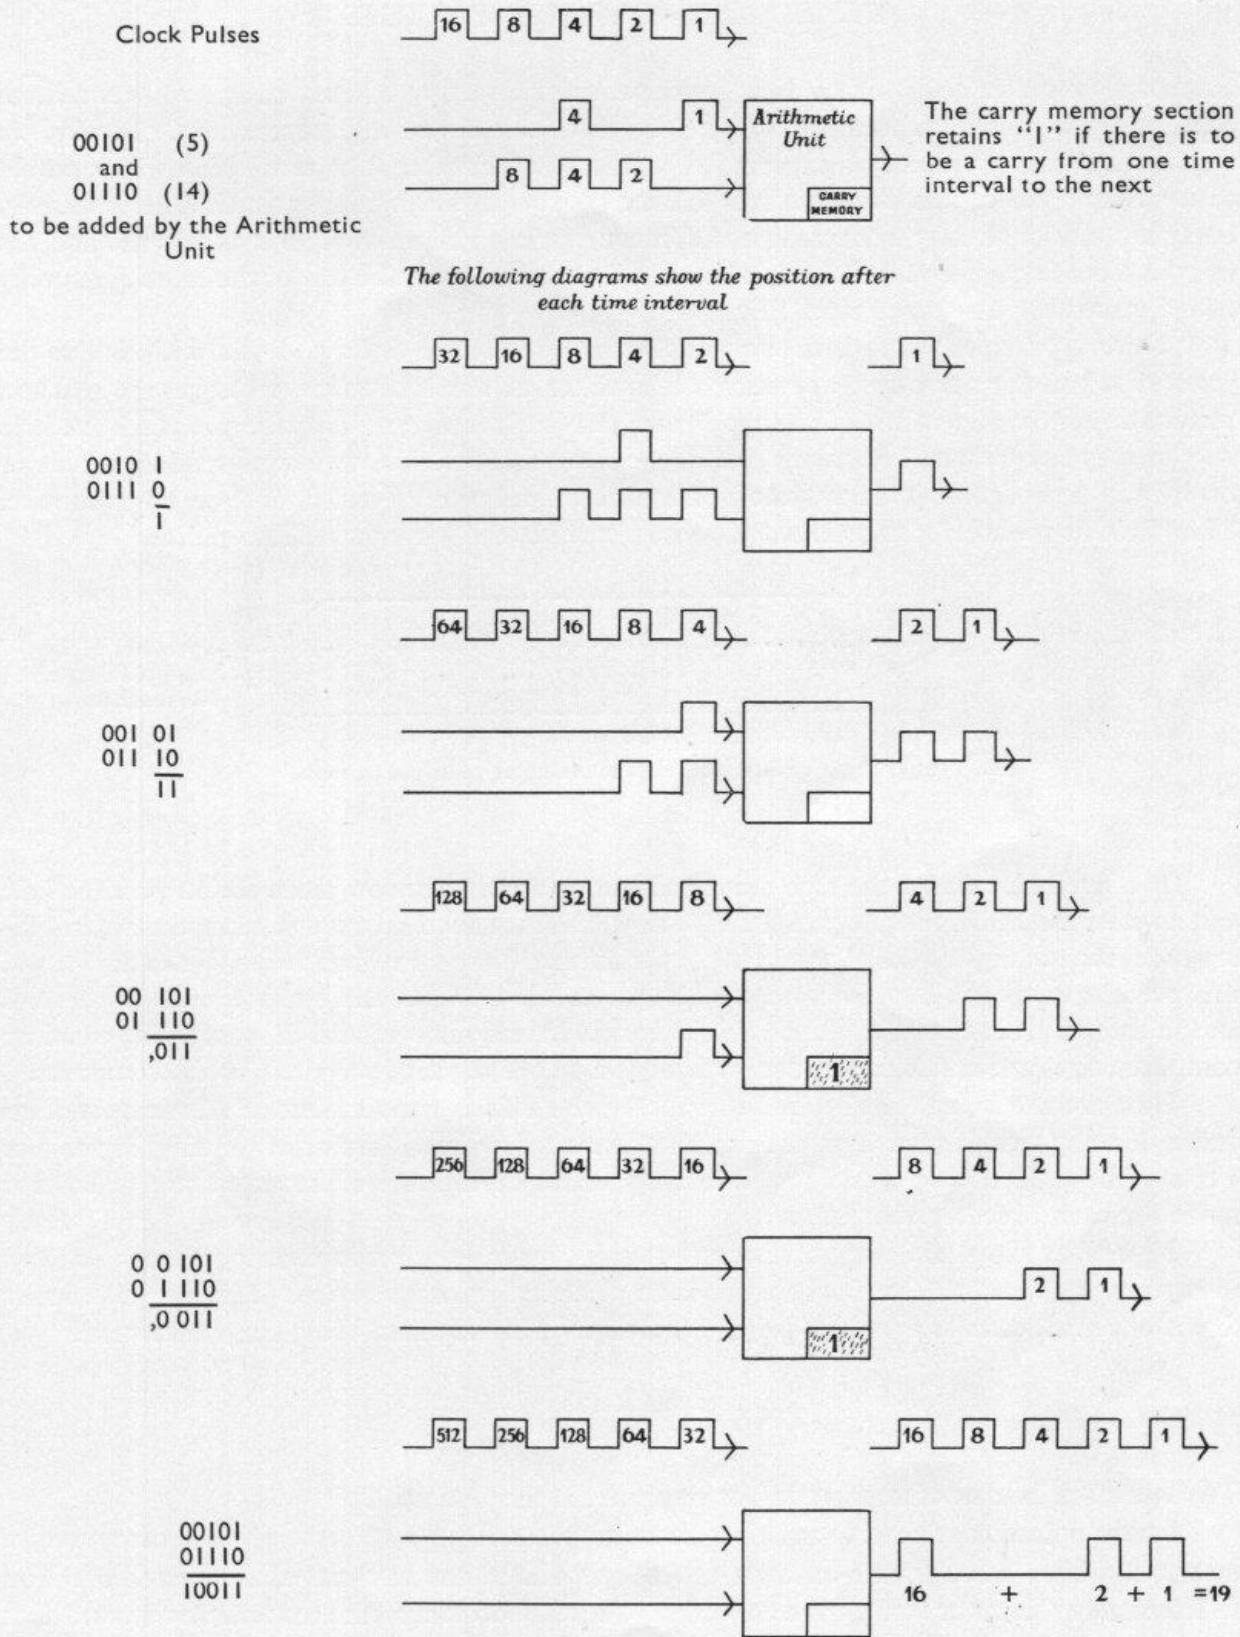 Clock Pulses
16 8 4 2 1
00101 (5)
and
01110 (14)
to be added by the Arithmetic
Unit
4 1
8 4 2
Arithmetic
Unit
CARRY
MEMORY
The carry memory section
retains "1" if there is to
be a carry from one time
interval to the next
The following diagrams show the position after
each time interval
32 16 8 4 2 1
0010 1
0111 0
1
64 32 16 8 4 2 1
001 01
011 10
11
128 64 32 16 8 4 2 1
00 101
01 110
,011
1
256 128 64 32 16 8 4 2 1
0 0 101
0 1 110
,0 011
2 1
1
512 256 128 64 32 16 8 4 2 1
00101
01110
10011
16 + 2 + 1 =19